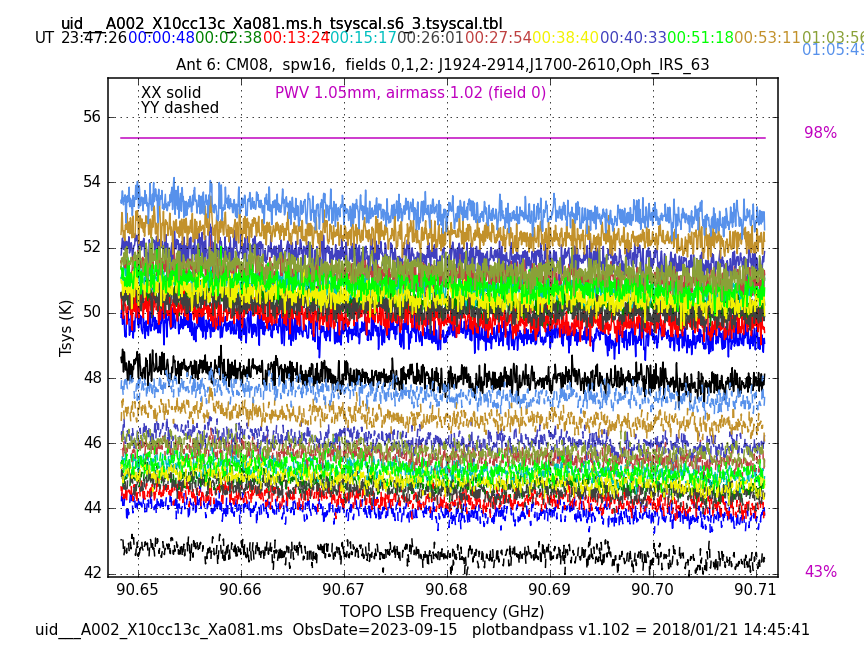 uid___A002_X10cc13c_Xa081.ms.h_tsyscal.s6_3.tsyscal.tbl
UT 23:47:26 00:00:48 00:02:38 00:13:24 00:15:17 00:26:01 00:27:54 00:38:40 00:40:33 00:51:18 00:53:11 01:03:56
01:05:49
Ant 6: CM08, spw16, fields 0,1,2: J1924-2914,J1700-2610,Oph_IRS_63
XX solid PWV 1.05mm, airmass 1.02 (field 0)
YY dashed
56
98%
54
52
50
Tsys (K)
48
46
44
42 43%
90.65 90.66 90.67 90.68 90.69 90.70 90.71
TOPO LSB Frequency (GHz)
uid___A002_X10cc13c_Xa081.ms ObsDate=2023-09-15 plotbandpass v1.102 = 2018/01/21 14:45:41